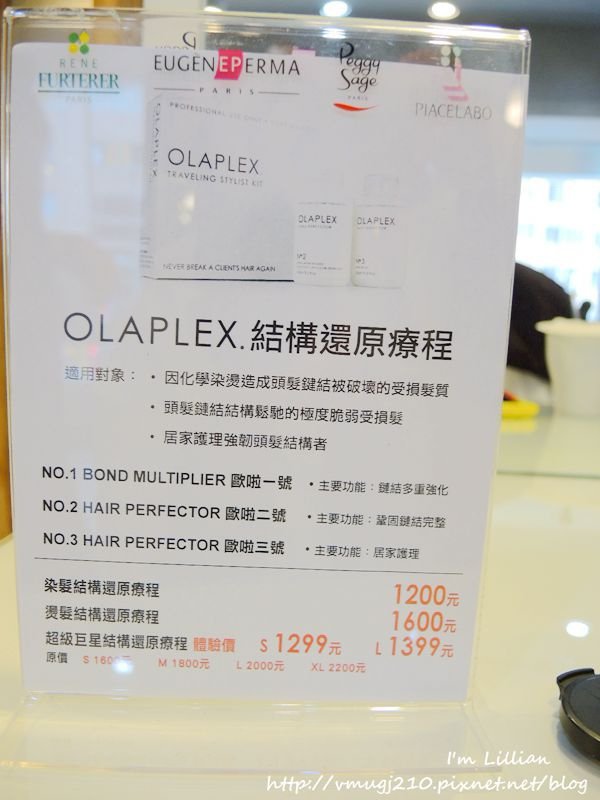 RENE
FURTERER
PARIS
EUGENEPERMA
PARIS
Peggy
Sage
PARIS
PIACELABO
OLAPLEX
TRAVELING STYLIST KIT
NEVER BREAK A CLIENT'S HAIR AGAIN
OLAPLEX
Nº2
OLAPLEX
Nº3
OLAPLEX.結構還原療程
適用對象：・因化學染燙造成頭髮鍵結被破壞的受損髮質
・頭髮鏈結結構鬆馳的極度脆弱受損髮
・居家護理強韌頭髮結構者
NO.1 BOND MULTIPLIER 歐啦一號 ・主要功能：鏈結多重強化
NO.2 HAIR PERFECTOR 歐啦二號 ・主要功能：鞏固鏈結完整
NO.3 HAIR PERFECTOR 歐啦三號 ・主要功能：居家護理
染髮結構還原療程 1200元
燙髮結構還原療程 1600元
超級巨星結構還原療程 體驗價 S 1299元 L 1399元
原價 S 1600元 M 1800元 L 2000元 XL 2200元
I'm Lillian
http://vmugj210.pixnet.net/blog